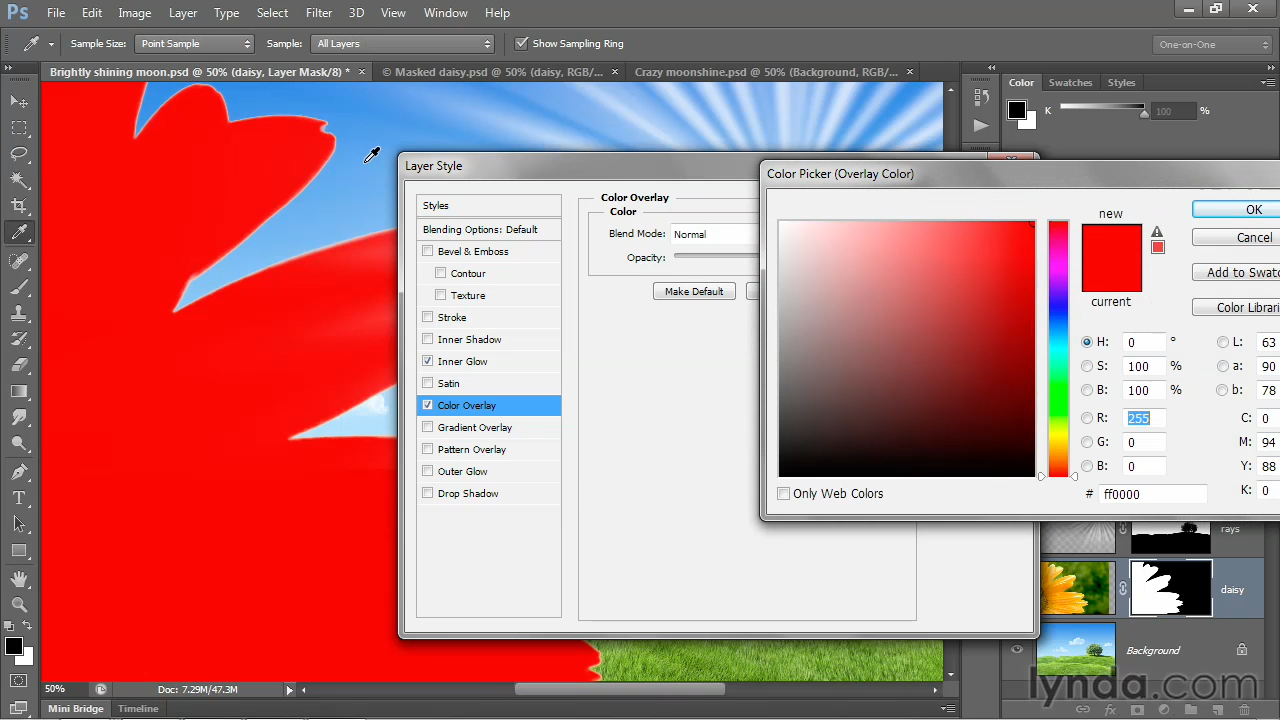 Ps File Edit Image Layer Type Select Filter 3D View Window Help
Sample Size: Point Sample Sample: All Layers Show Sampling Ring One-on-One
Brightly shining moon.psd @ 50% (daisy, Layer Mask/8) * × © Masked daisy.psd @ 50% (daisy, RGB/... × Crazy moonshine.psd @ 50% (Background, RGB/... ×
Color Swatches Styles
K 100 %
Layer Style
Styles
Blending Options: Default
Bevel & Emboss
Contour
Texture
Stroke
Inner Shadow
Inner Glow
Satin
Color Overlay
Gradient Overlay
Pattern Overlay
Outer Glow
Drop Shadow
Color Overlay
Color
Blend Mode: Normal
Opacity:
Make Default
Color Picker (Overlay Color)
new
current
OK
Cancel
Add to Swatc
Color Librari
H: 0 ° L: 63
S: 100 % a: 90
B: 100 % b: 78
R: 255 C: 0
G: 0 M: 94
B: 0 Y: 88
# ff0000 K: 0
Only Web Colors
rays
daisy
Background
50% Doc: 7.29M/47.3M
Mini Bridge Timeline
lynda.com
fx